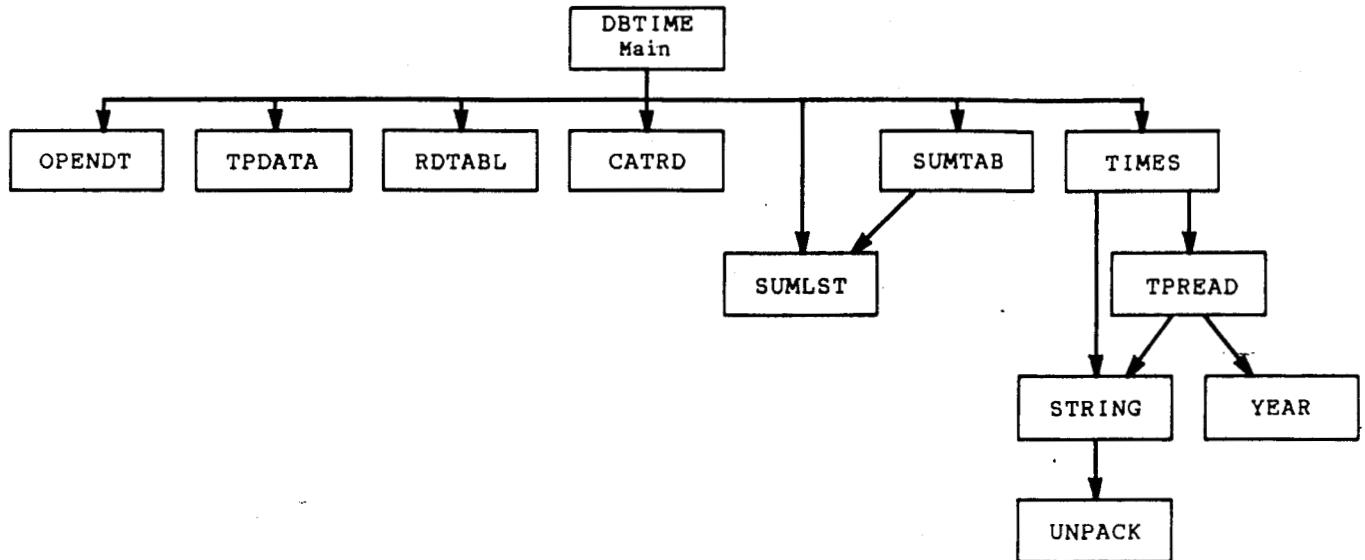 DBTIME
Main
OPENDT
TPDATA
RDTABL
CATRD
SUMTAB
TIMES
SUMLST
TPREAD
STRING
YEAR
UNPACK